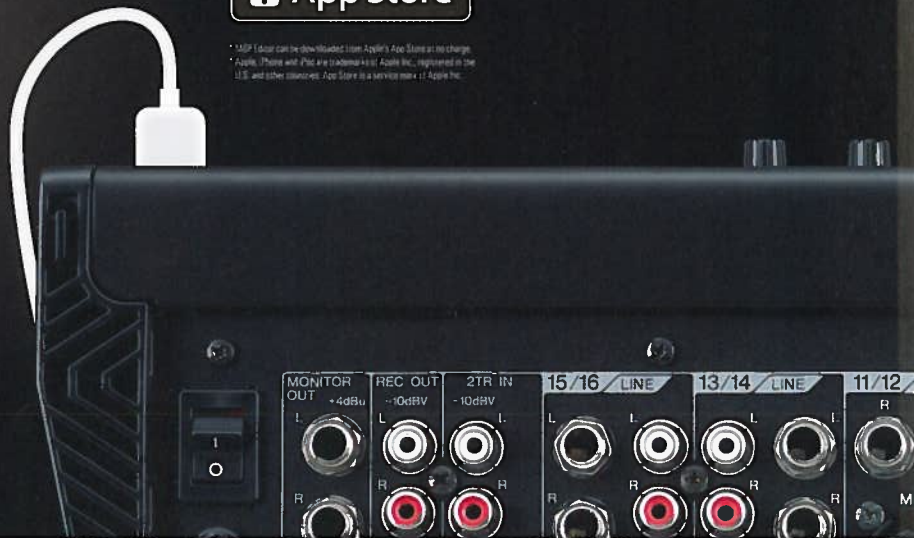 App Store
* MGP Editor can be downloaded from Apple's App Store at no charge.
* Apple, iPhone and iPod are trademarks of Apple Inc., registered in the
U.S. and other countries. App Store is a service mark of Apple Inc.
MONITOR OUT +4dBu
REC OUT -10dBV
2TR IN -10dBV
15/16 LINE
13/14 LINE
11/12
L
L
L
L
L
L
L
R
1
O
R
R
R
R
R
R
R
M